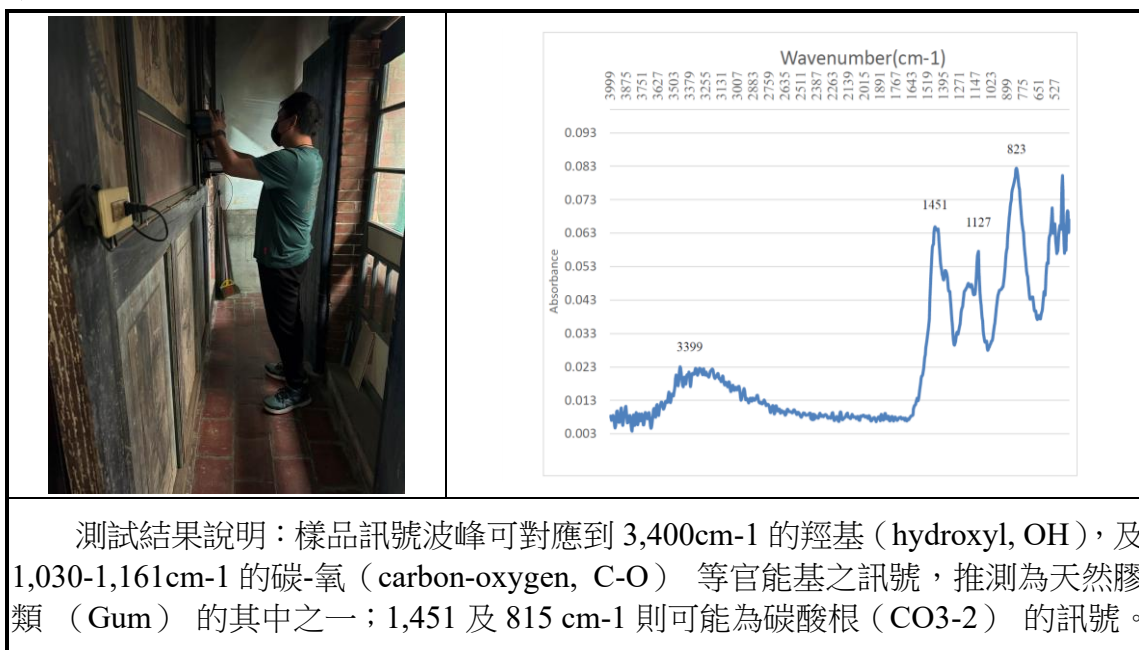 Wavenumber(cm-1)
3999 3875 3751 3627 3503 3379 3255 3131 3007 2883 2759 2635 2511 2387 2263 2139 2015 1891 1767 1643 1519 1395 1271 1147 1023 899 775 651 527
0.093
0.083
0.073
0.063
0.053
0.043
0.033
0.023
0.013
0.003
Absorbance
823
1451
1127
3399
測試結果說明：樣品訊號波峰可對應到 3,400cm-1 的羥基（hydroxyl, OH），及
1,030-1,161cm-1 的碳-氧（carbon-oxygen, C-O） 等官能基之訊號，推測為天然膠
類 （Gum） 的其中之一；1,451 及 815 cm-1 則可能為碳酸根（CO3-2） 的訊號。